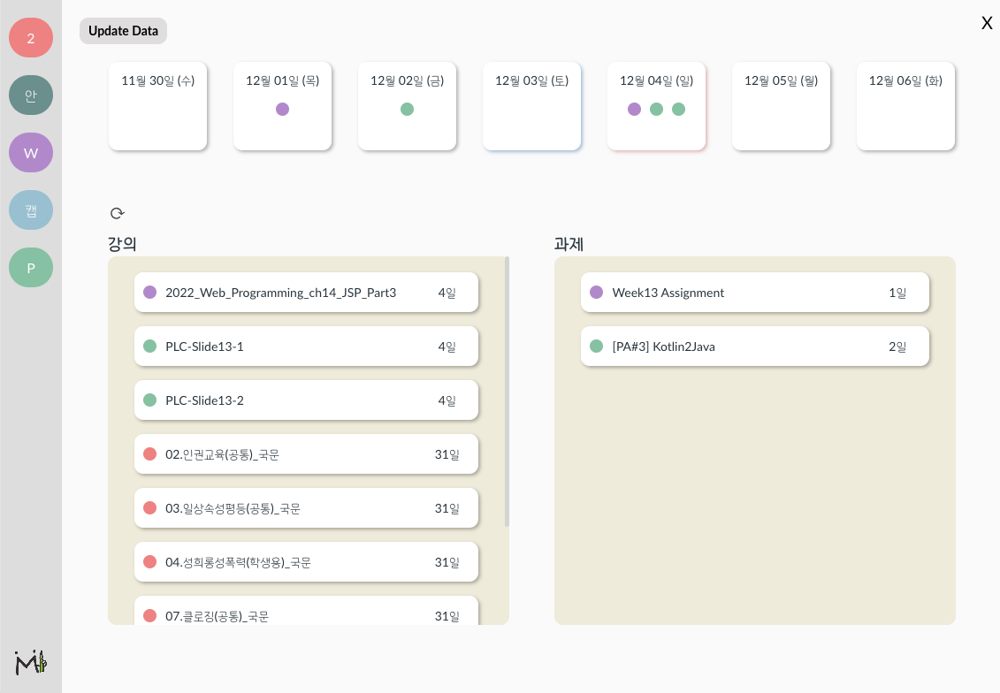 2
안
W
캡
P
Update Data
X
11월 30일 (수)
12월 01일 (목)
12월 02일 (금)
12월 03일 (토)
12월 04일 (일)
12월 05일 (월)
12월 06일 (화)
강의
2022_Web_Programming_ch14_JSP_Part3 4일
PLC-Slide13-1 4일
PLC-Slide13-2 4일
02.인권교육(공통)_국문 31일
03.일상속성평등(공통)_국문 31일
04.성희롱성폭력(학생용)_국문 31일
07.클로징(공통)_국문 31일
과제
Week13 Assignment 1일
[PA#3] Kotlin2Java 2일